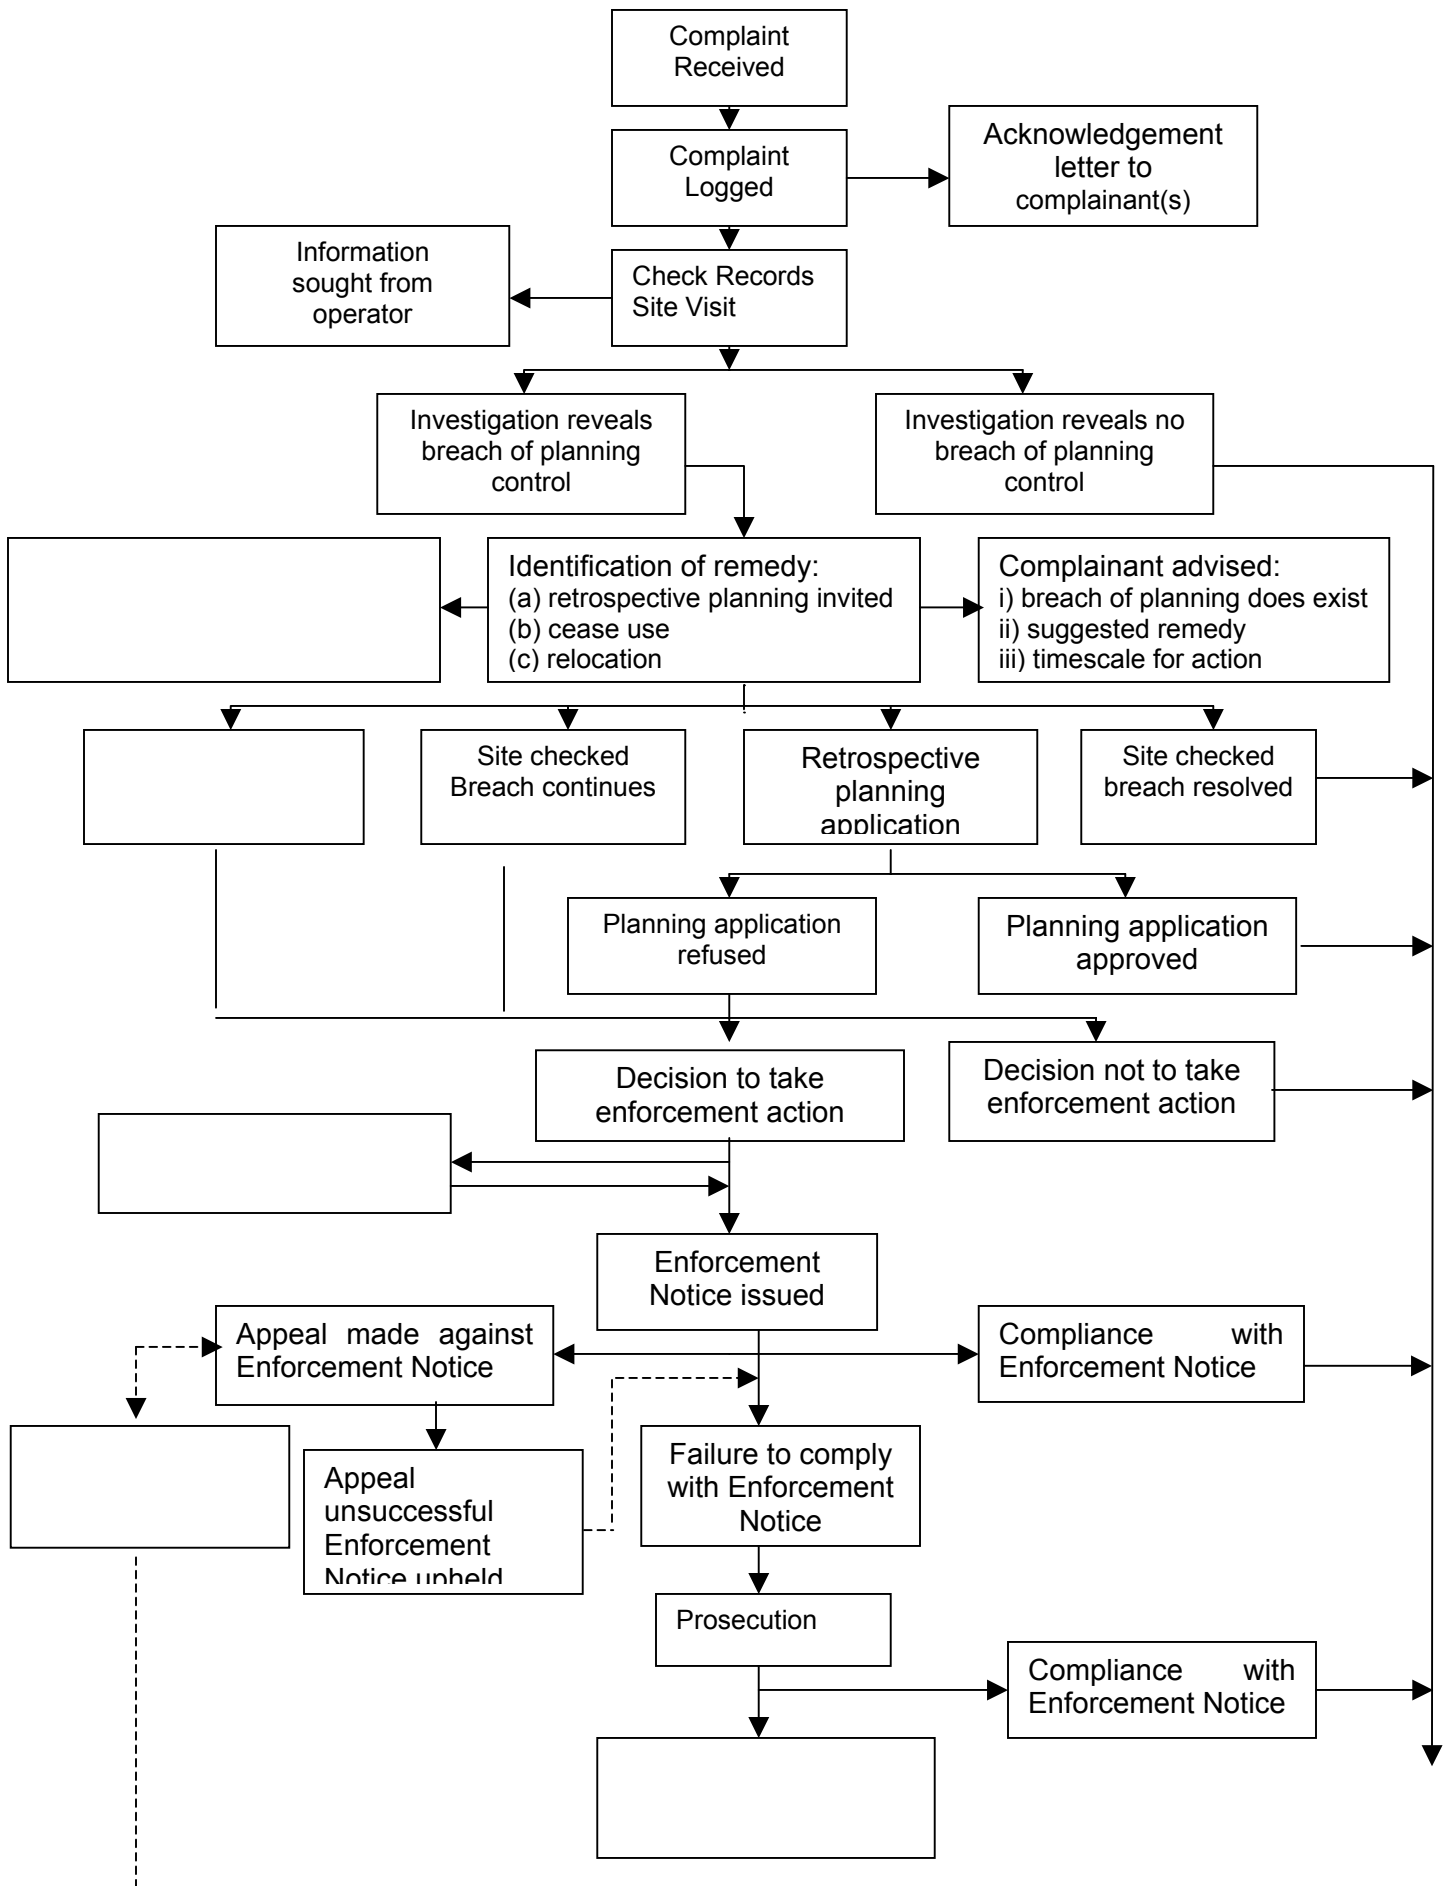 Complaint
Received
Complaint
Logged
Acknowledgement
letter to
complainant(s)
Information
sought from
operator
Check Records
Site Visit
Investigation reveals
breach of planning
control
Investigation reveals no
breach of planning
control
Identification of remedy:
(a) retrospective planning invited
(b) cease use
(c) relocation
Complainant advised:
i) breach of planning does exist
ii) suggested remedy
iii) timescale for action
Site checked
Breach continues
Retrospective
planning
application
Site checked
breach resolved
Planning application
refused
Planning application
approved
Decision to take
enforcement action
Decision not to take
enforcement action
Enforcement
Notice issued
Appeal made against
Enforcement Notice
Compliance with
Enforcement Notice
Appeal
unsuccessful
Enforcement
Notice upheld
Failure to comply
with Enforcement
Notice
Prosecution
Compliance with
Enforcement Notice